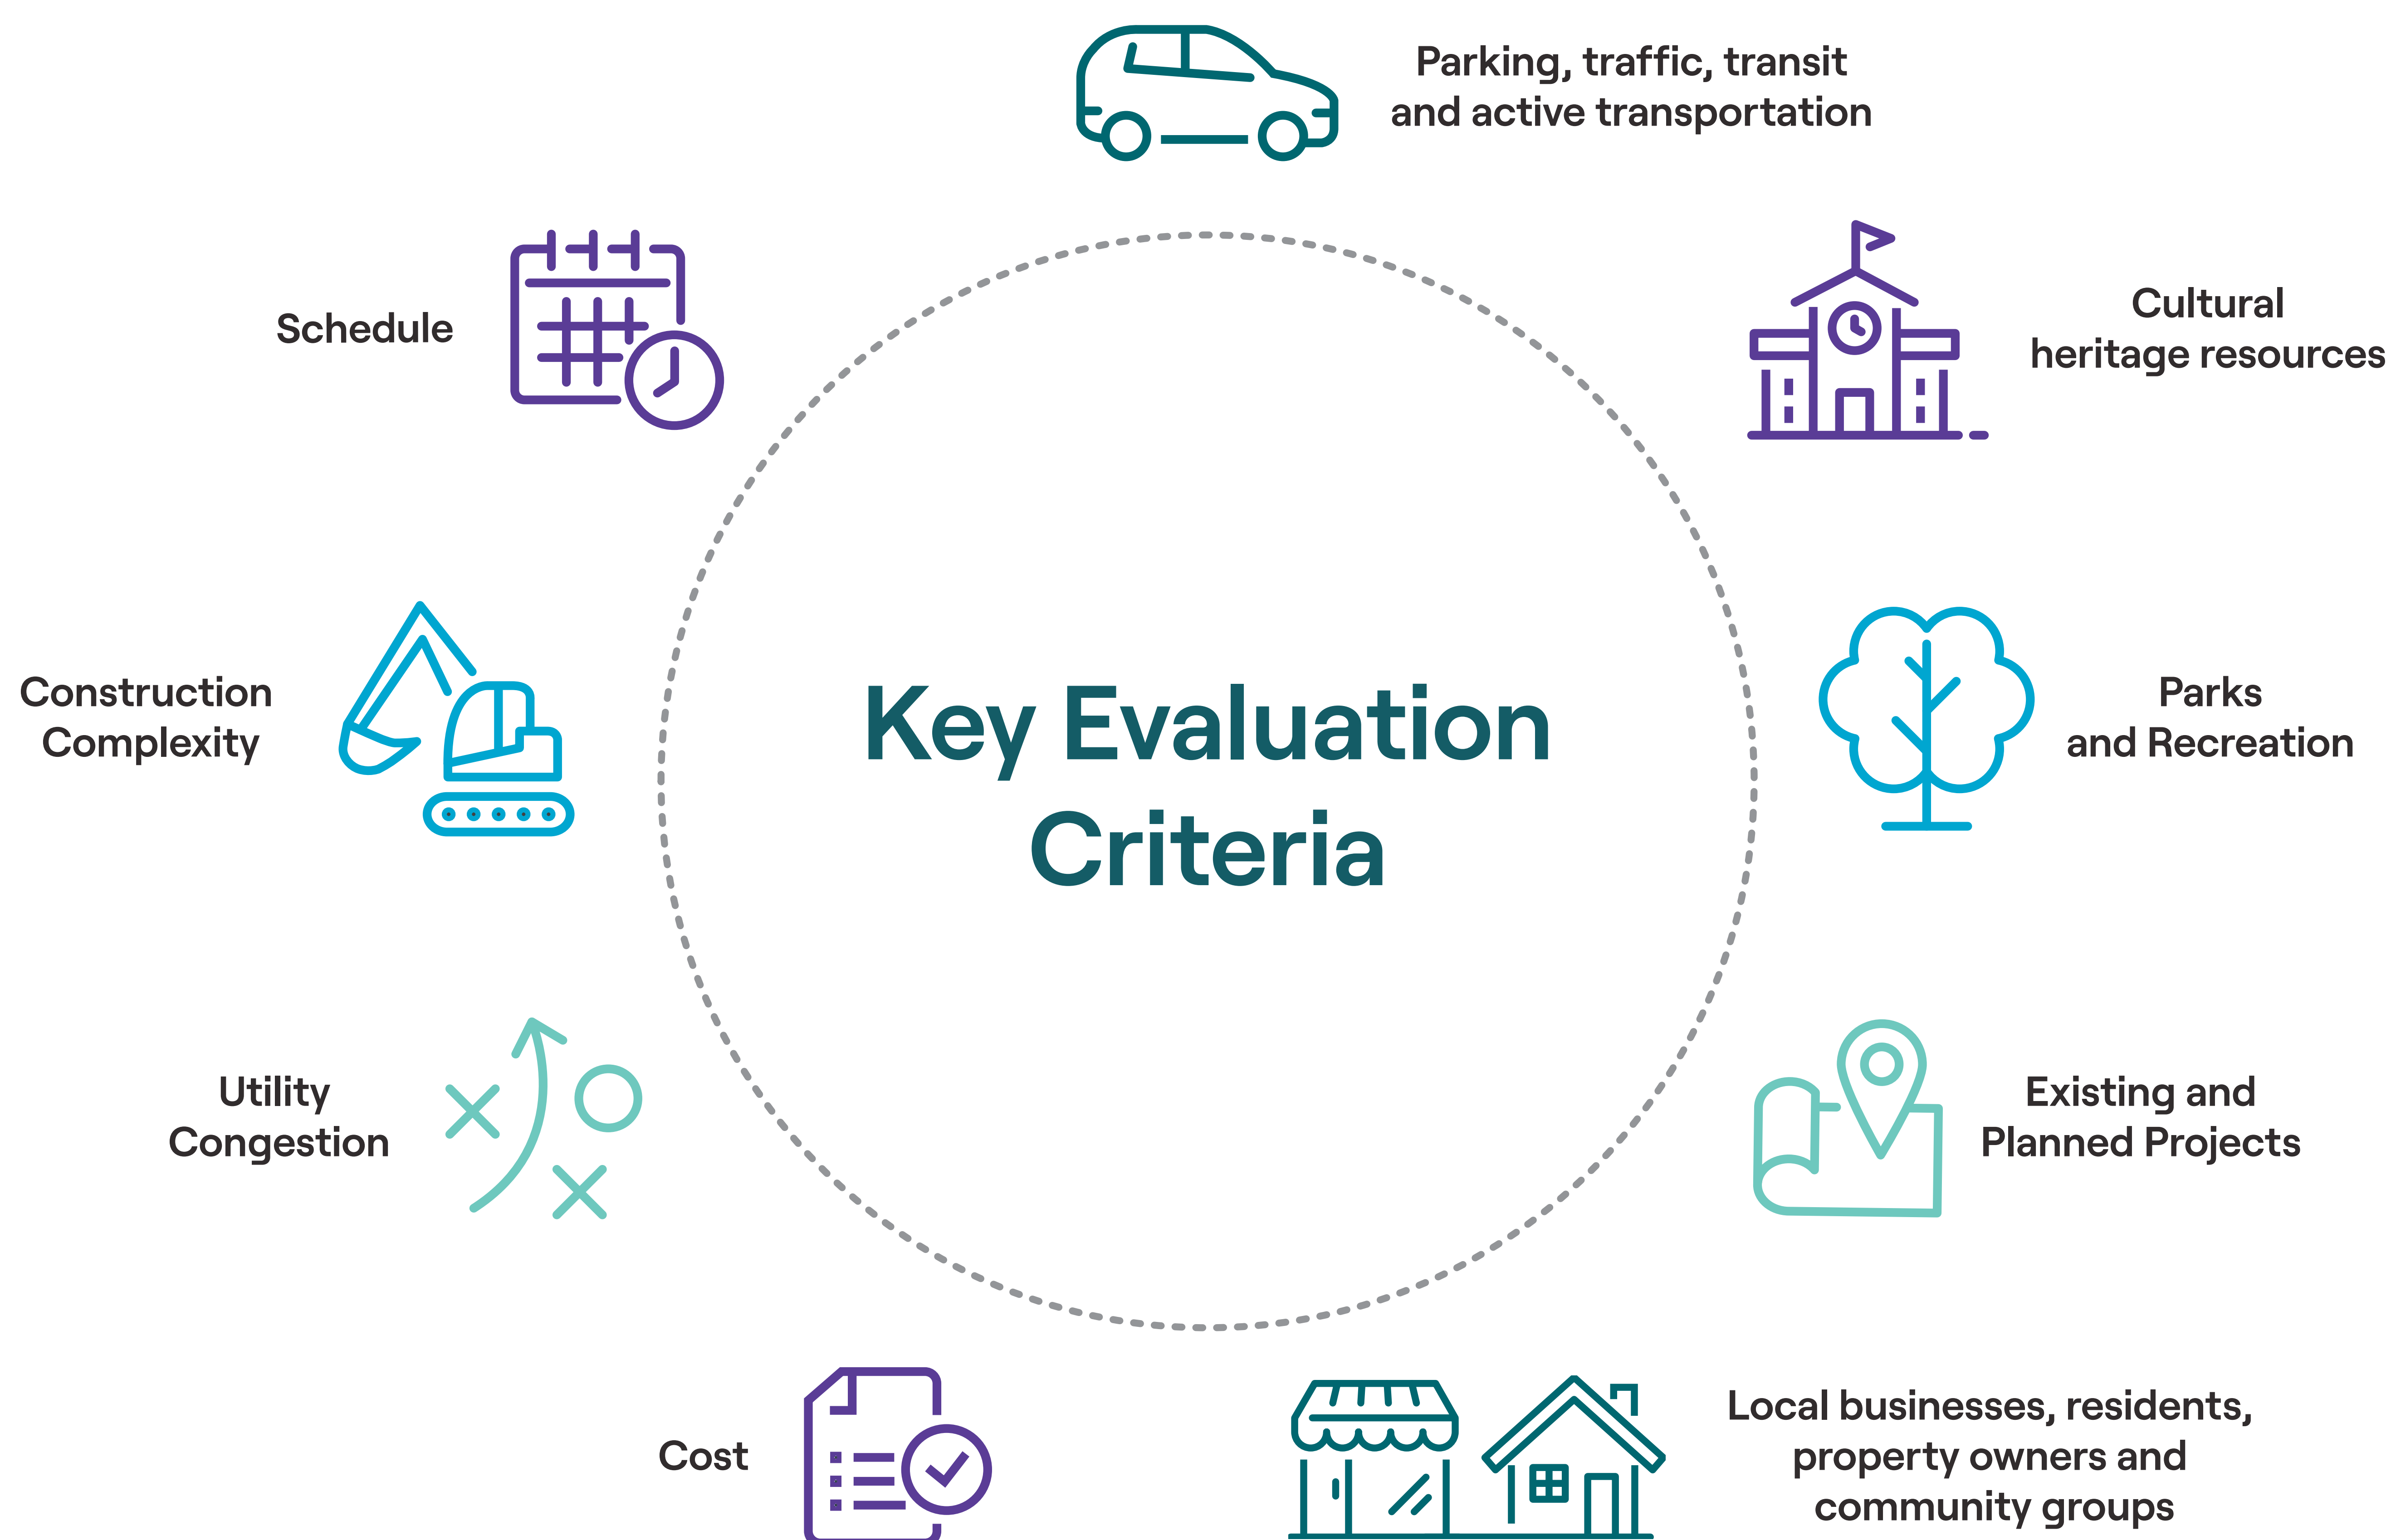 Parking, traffic, transit
and active transportation
Schedule
Cultural
heritage resources
Construction
Complexity
Key Evaluation
Criteria
Parks
and Recreation
Utility
Congestion
Existing and
Planned Projects
Cost
Local businesses, residents,
property owners and
community groups